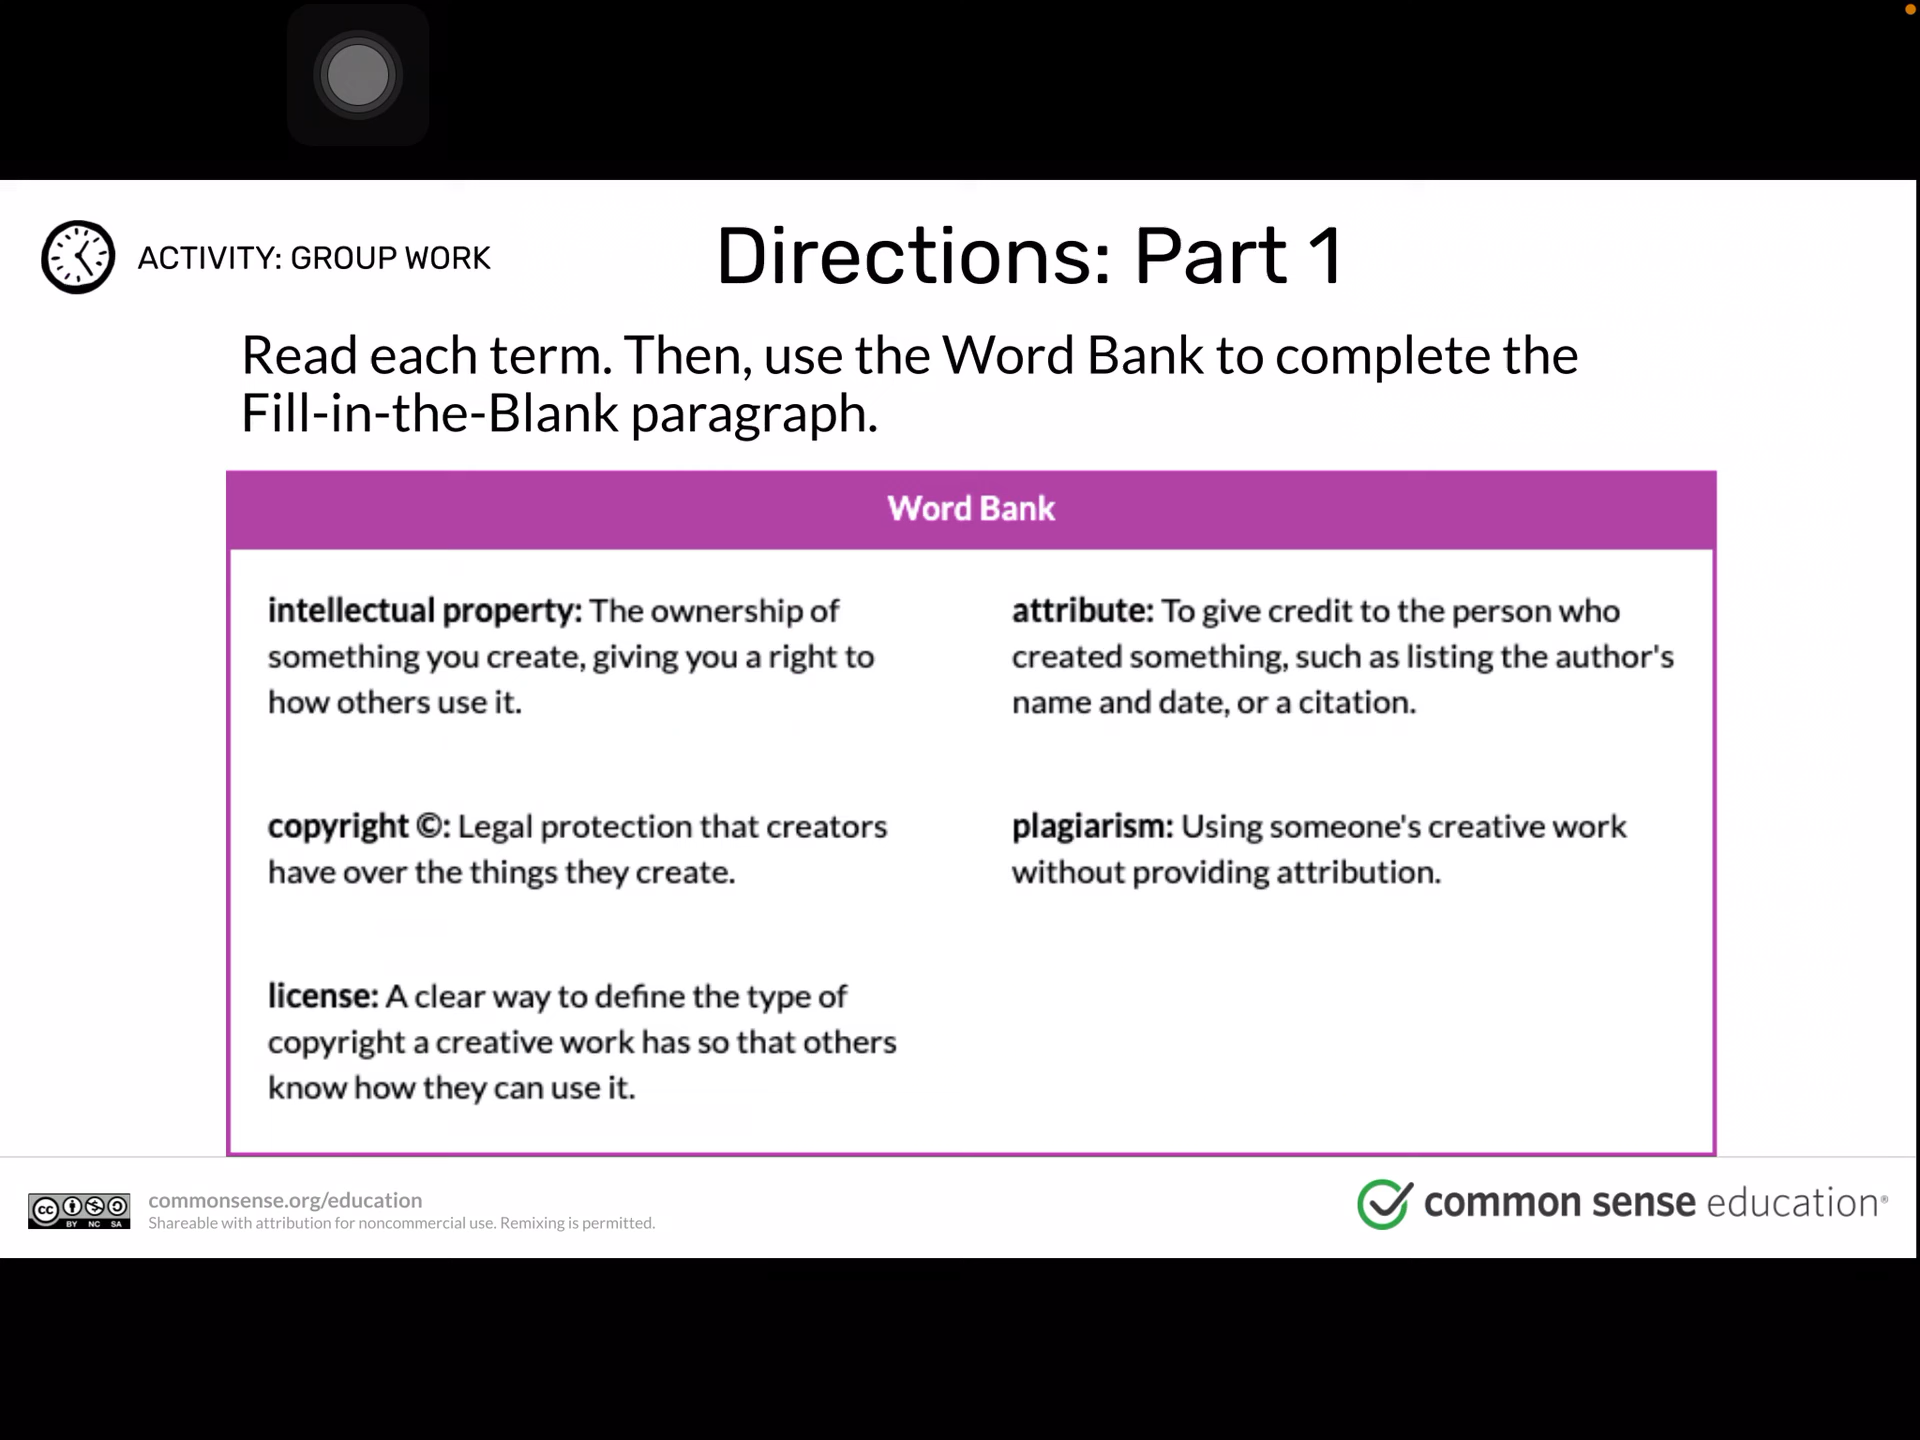 ACTIVITY: GROUP WORK
Directions: Part 1
Read each term. Then, use the Word Bank to complete the
Fill-in-the-Blank paragraph.
Word Bank
intellectual property: The ownership of
something you create, giving you a right to
how others use it.
copyright ©: Legal protection that creators
have over the things they create.
license: A clear way to define the type of
copyright a creative work has so that others
know how they can use it.
attribute: To give credit to the person who
created something, such as listing the author's
name and date, or a citation.
plagiarism: Using someone's creative work
without providing attribution.
cc BY NC SA
commonsense.org/education
Shareable with attribution for noncommercial use. Remixing is permitted.
common sense education®